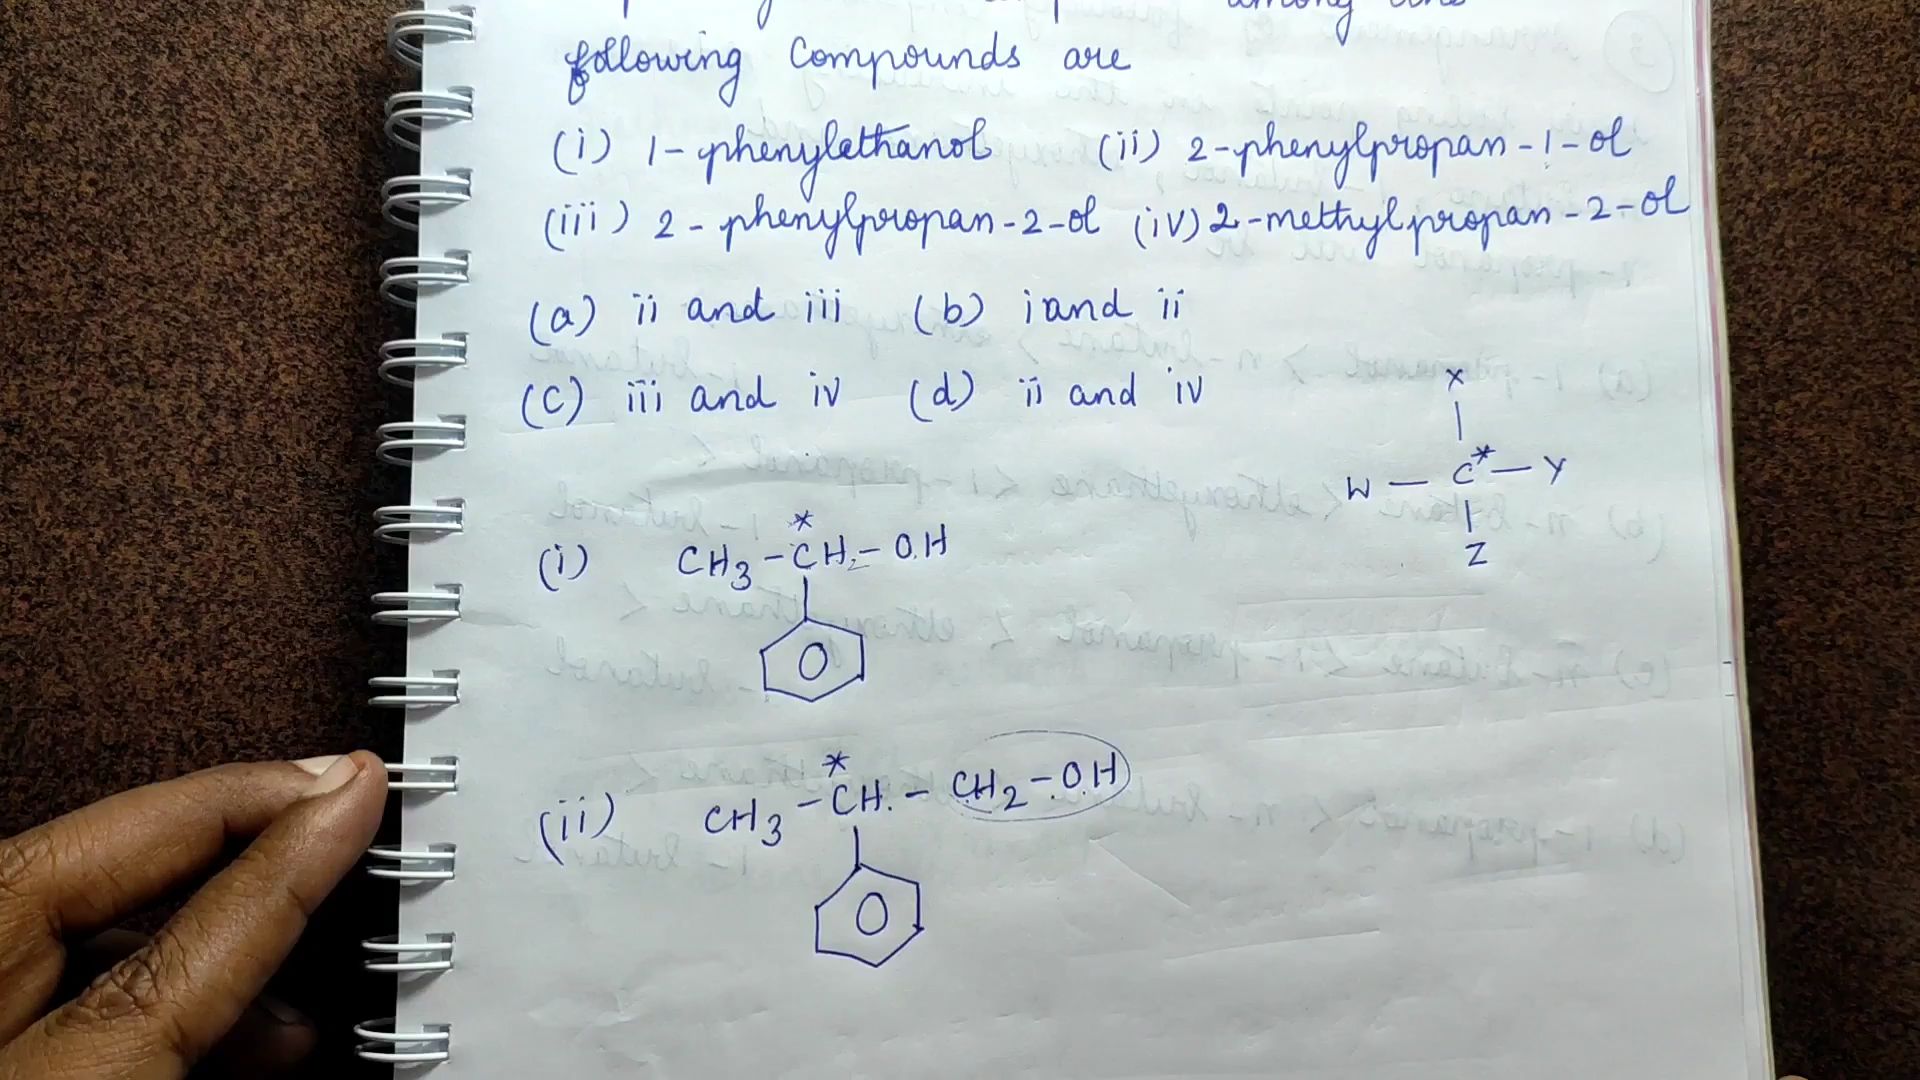 among
following Compounds are
(i) 1-phenylethanol (ii) 2-phenylpropan-1-ol
(iii) 2-phenylpropan-2-ol (iv) 2-methylpropan-2-ol
(a) ii and iii (b) i and ii
(c) iii and iv (d) ii and iv
X
W — C* — Y
Z
*
(i) CH3 - CH2 - OH
*
(ii) CH3 - CH - CH2 - OH